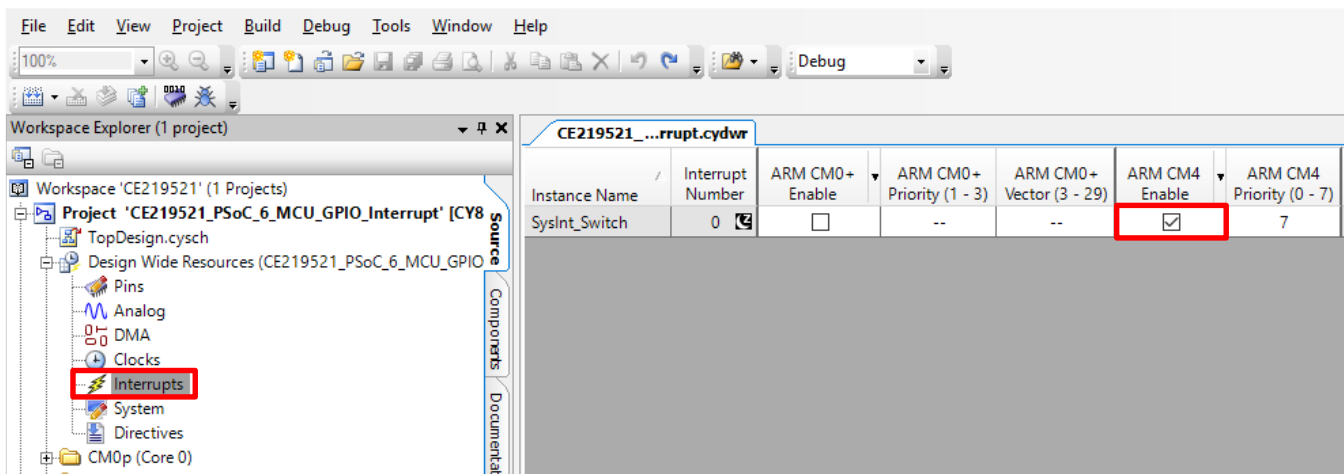 File Edit View Project Build Debug Tools Window Help
100% Debug
Workspace Explorer (1 project)
Workspace 'CE219521' (1 Projects)
Project 'CE219521_PSoC_6_MCU_GPIO_Interrupt' [CY8
TopDesign.cysch
Design Wide Resources (CE219521_PSoC_6_MCU_GPIO
Pins
Analog
DMA
Clocks
Interrupts
System
Directives
CM0p (Core 0)
Source
Components
Documentat
CE219521_...rrupt.cydwr
Instance Name Interrupt Number ARM CM0+ Enable ARM CM0+ Priority (1 - 3) ARM CM0+ Vector (3 - 29) ARM CM4 Enable ARM CM4 Priority (0 - 7)
SysInt_Switch 0 -- -- 7